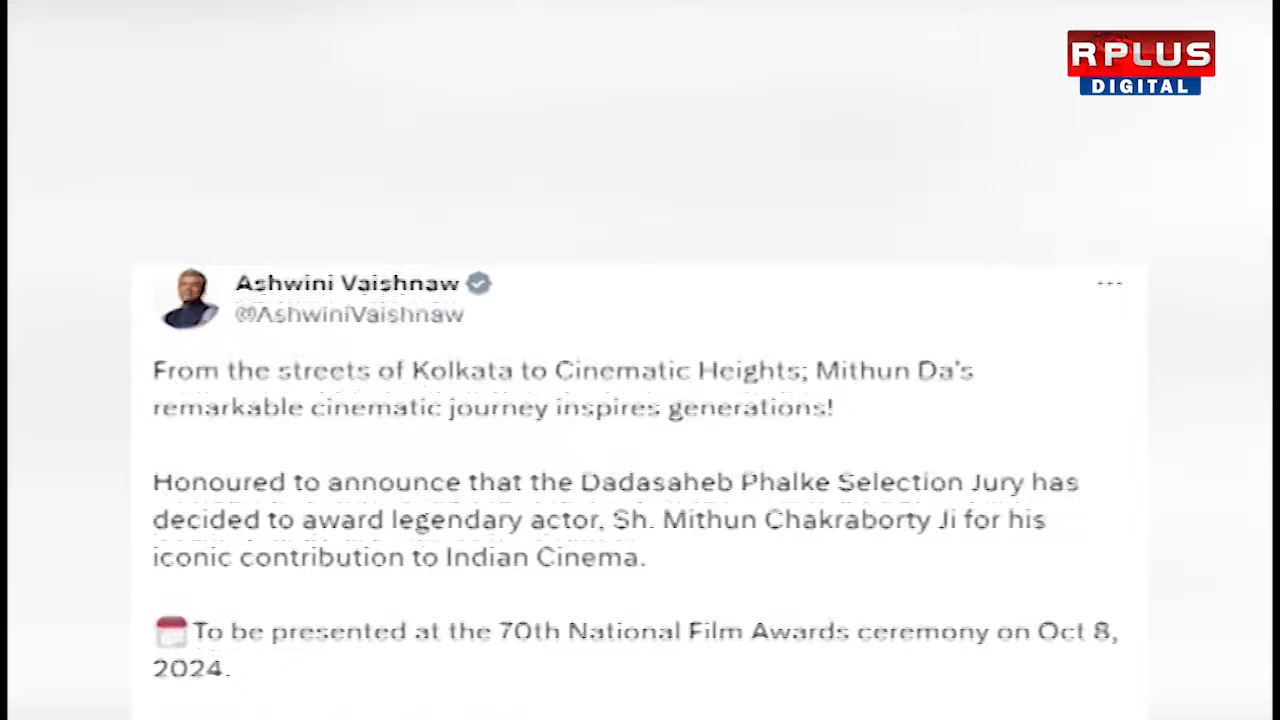 RPLUS
DIGITAL
Ashwini Vaishnaw
@AshwiniVaishnaw
From the streets of Kolkata to Cinematic Heights; Mithun Da's
remarkable cinematic journey inspires generations!
Honoured to announce that the Dadasaheb Phalke Selection Jury has
decided to award legendary actor, Sh. Mithun Chakraborty Ji for his
iconic contribution to Indian Cinema.
To be presented at the 70th National Film Awards ceremony on Oct 8,
2024.